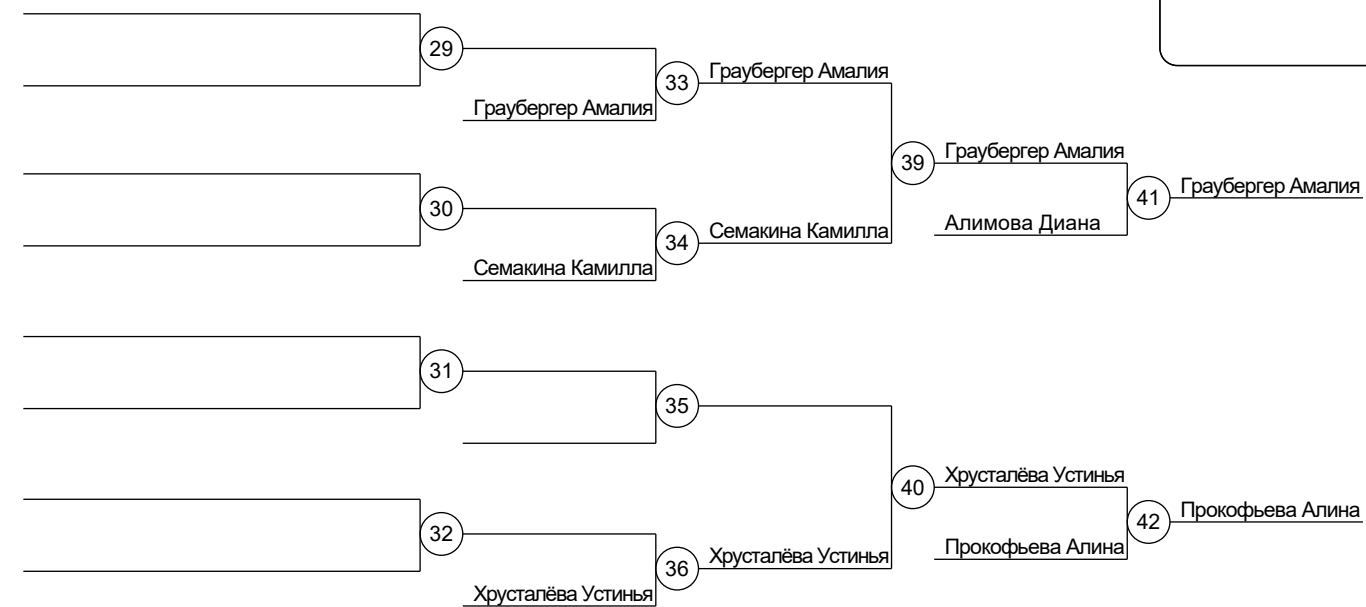 29
33
Граубергер Амалия
Граубергер Амалия
39
Граубергер Амалия
41
Граубергер Амалия
30
34
Семакина Камилла
Алимова Диана
Семакина Камилла
31
35
40
Хрусталёва Устинья
42
Прокофьева Алина
32
36
Хрусталёва Устинья
Прокофьева Алина
Хрусталёва Устинья